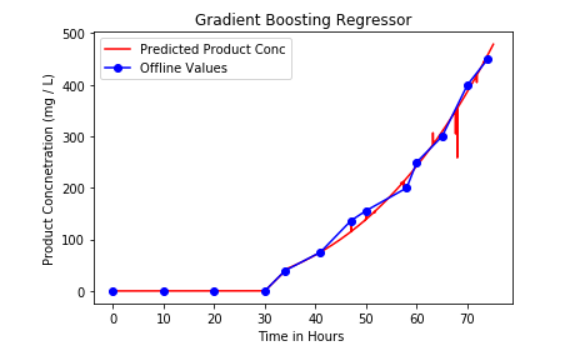 Gradient Boosting Regressor
Predicted Product Conc
Offline Values
500
400
300
200
100
0
Product Concnetration (mg / L)
0 10 20 30 40 50 60 70
Time in Hours